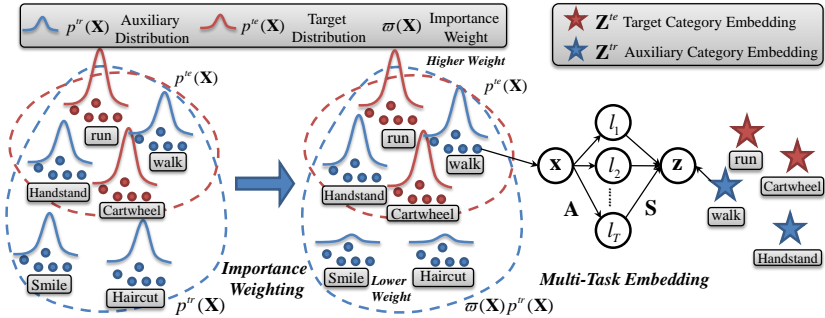 p^{tr}(X) Auxiliary Distribution
p^{te}(X) Target Distribution
ϖ(X) Importance Weight
Z^{te} Target Category Embedding
Z^{tr} Auxiliary Category Embedding
p^{te}(X)
run
walk
Handstand
Cartwheel
Smile
Haircut
p^{tr}(X)
Importance
Weighting
Higher Weight
p^{te}(X)
run
walk
Handstand
Cartwheel
Smile
Lower
Weight
Haircut
ϖ(X)p^{tr}(X)
x
l_1
l_2
l_T
z
A
S
Multi-Task Embedding
run
Cartwheel
walk
Handstand